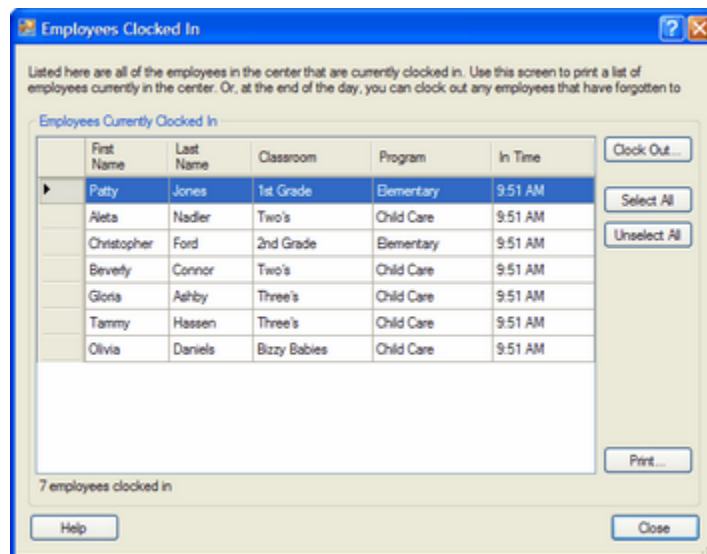 Employees Clocked In
Listed here are all of the employees in the center that are currently clocked in. Use this screen to print a list of
employees currently in the center. Or, at the end of the day, you can clock out any employees that have forgotten to
Employees Currently Clocked In
First Name Last Name Classroom Program In Time
Patty Jones 1st Grade Elementary 9:51 AM
Aleta Nadler Two's Child Care 9:51 AM
Christopher Ford 2nd Grade Elementary 9:51 AM
Beverly Connor Two's Child Care 9:51 AM
Gloria Ashby Three's Child Care 9:51 AM
Tammy Hassen Three's Child Care 9:51 AM
Olivia Daniels Bizzy Babies Child Care 9:51 AM
Clock Out...
Select All
Unselect All
Print...
7 employees clocked in
Help
Close